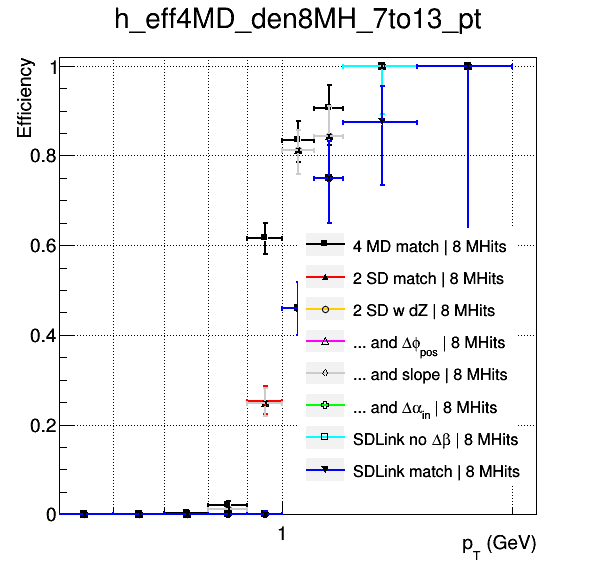 h_eff4MD_den8MH_7to13_pt
Efficiency
1
0.8
0.6
0.4
0.2
0
4 MD match | 8 MHits
2 SD match | 8 MHits
2 SD w dZ | 8 MHits
... and Δϕpos | 8 MHits
... and slope | 8 MHits
... and Δαin | 8 MHits
SDLink no Δβ | 8 MHits
SDLink match | 8 MHits
1
pT (GeV)